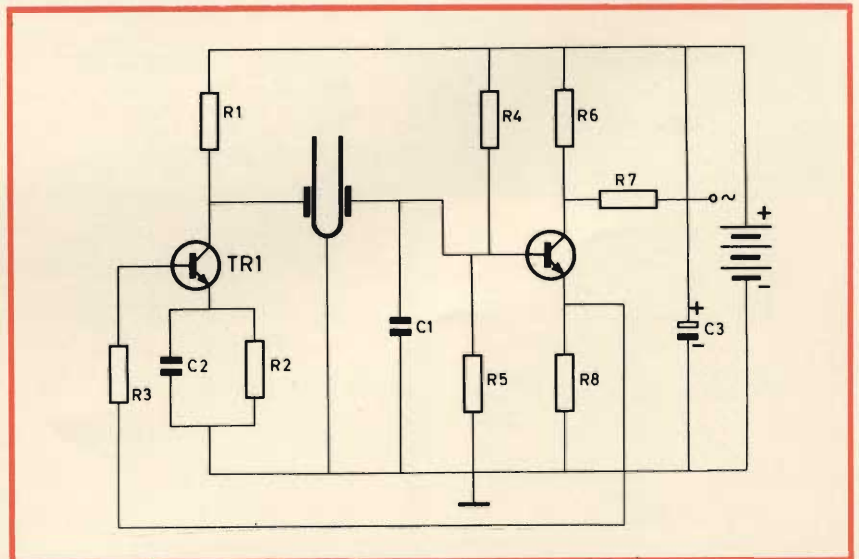 R1
R4
R6
R7
~
+
-
TR1
C2
R2
R3
C1
R5
R8
+
C3
-